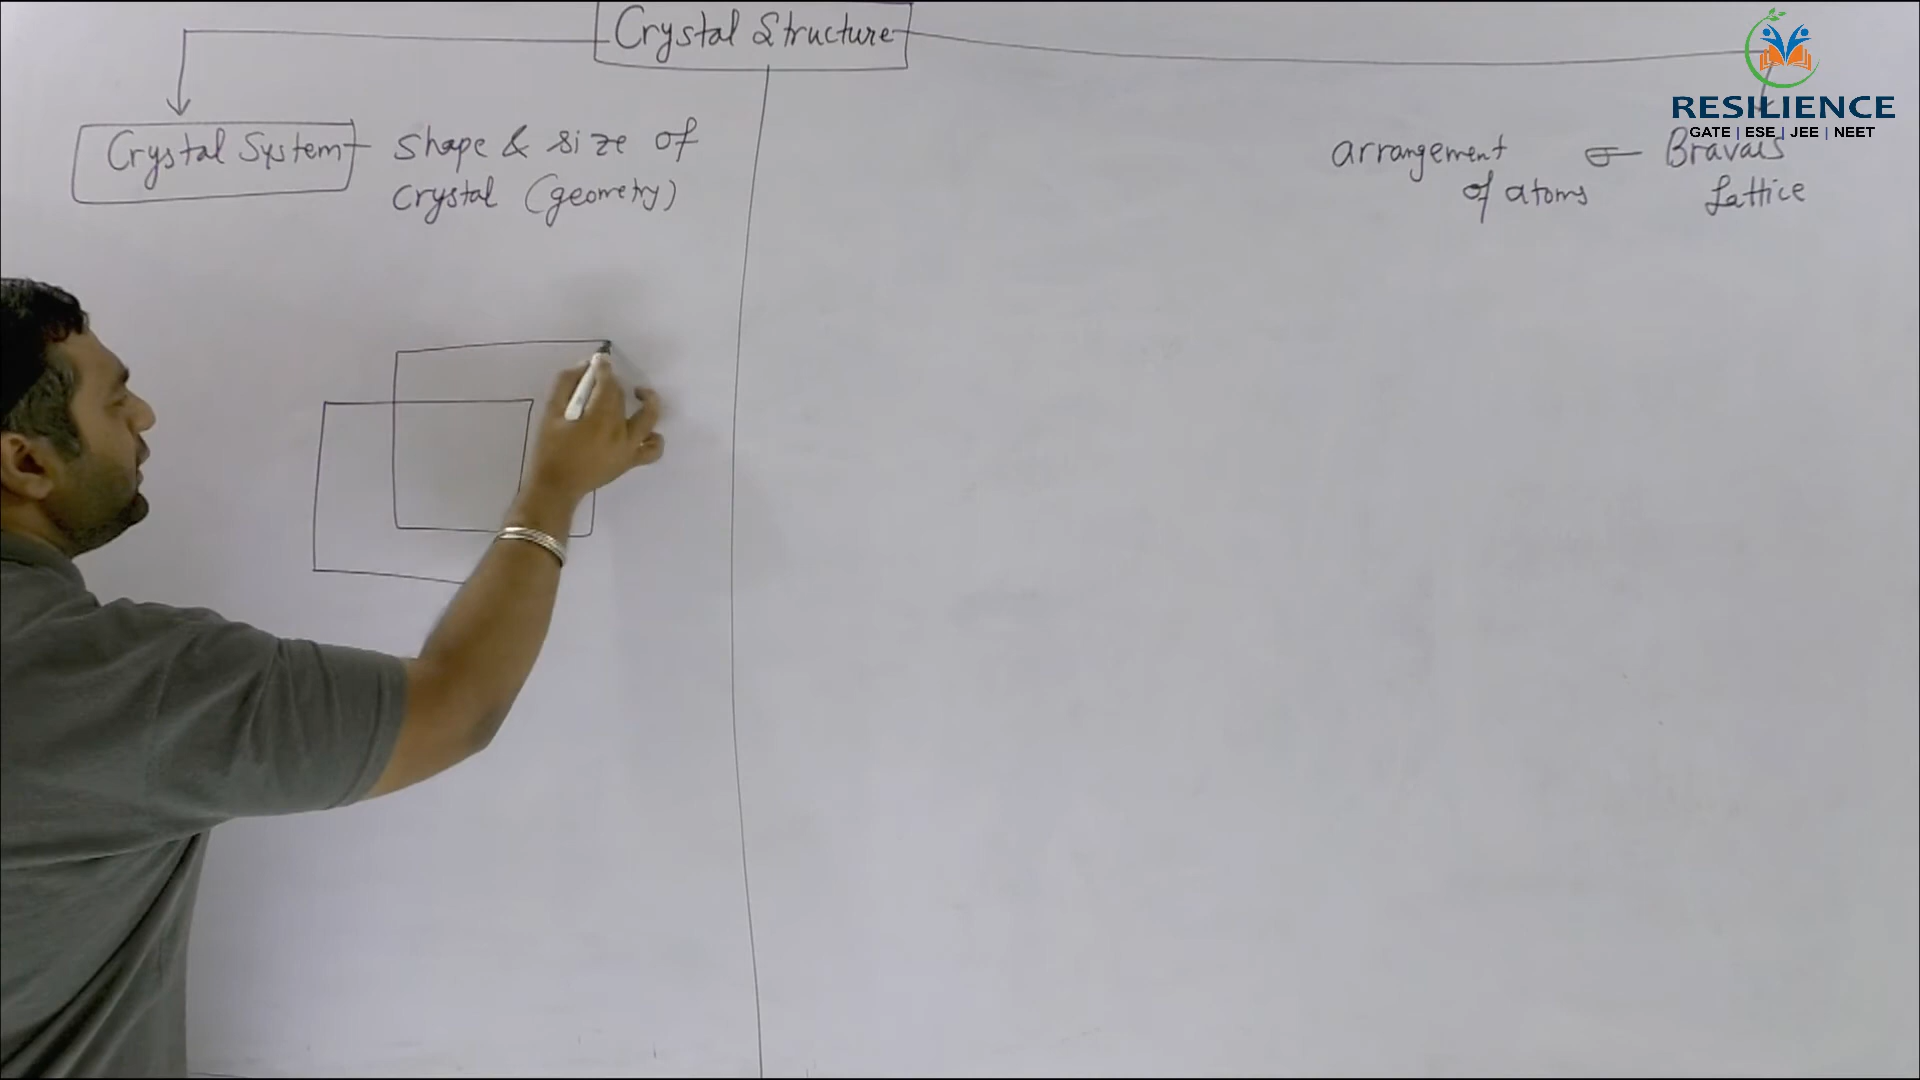 Crystal Structure
Crystal System
Shape & size of
crystal (geometry)
arrangement
of atoms
Bravais
Lattice
RESILIENCE
GATE | ESE | JEE | NEET